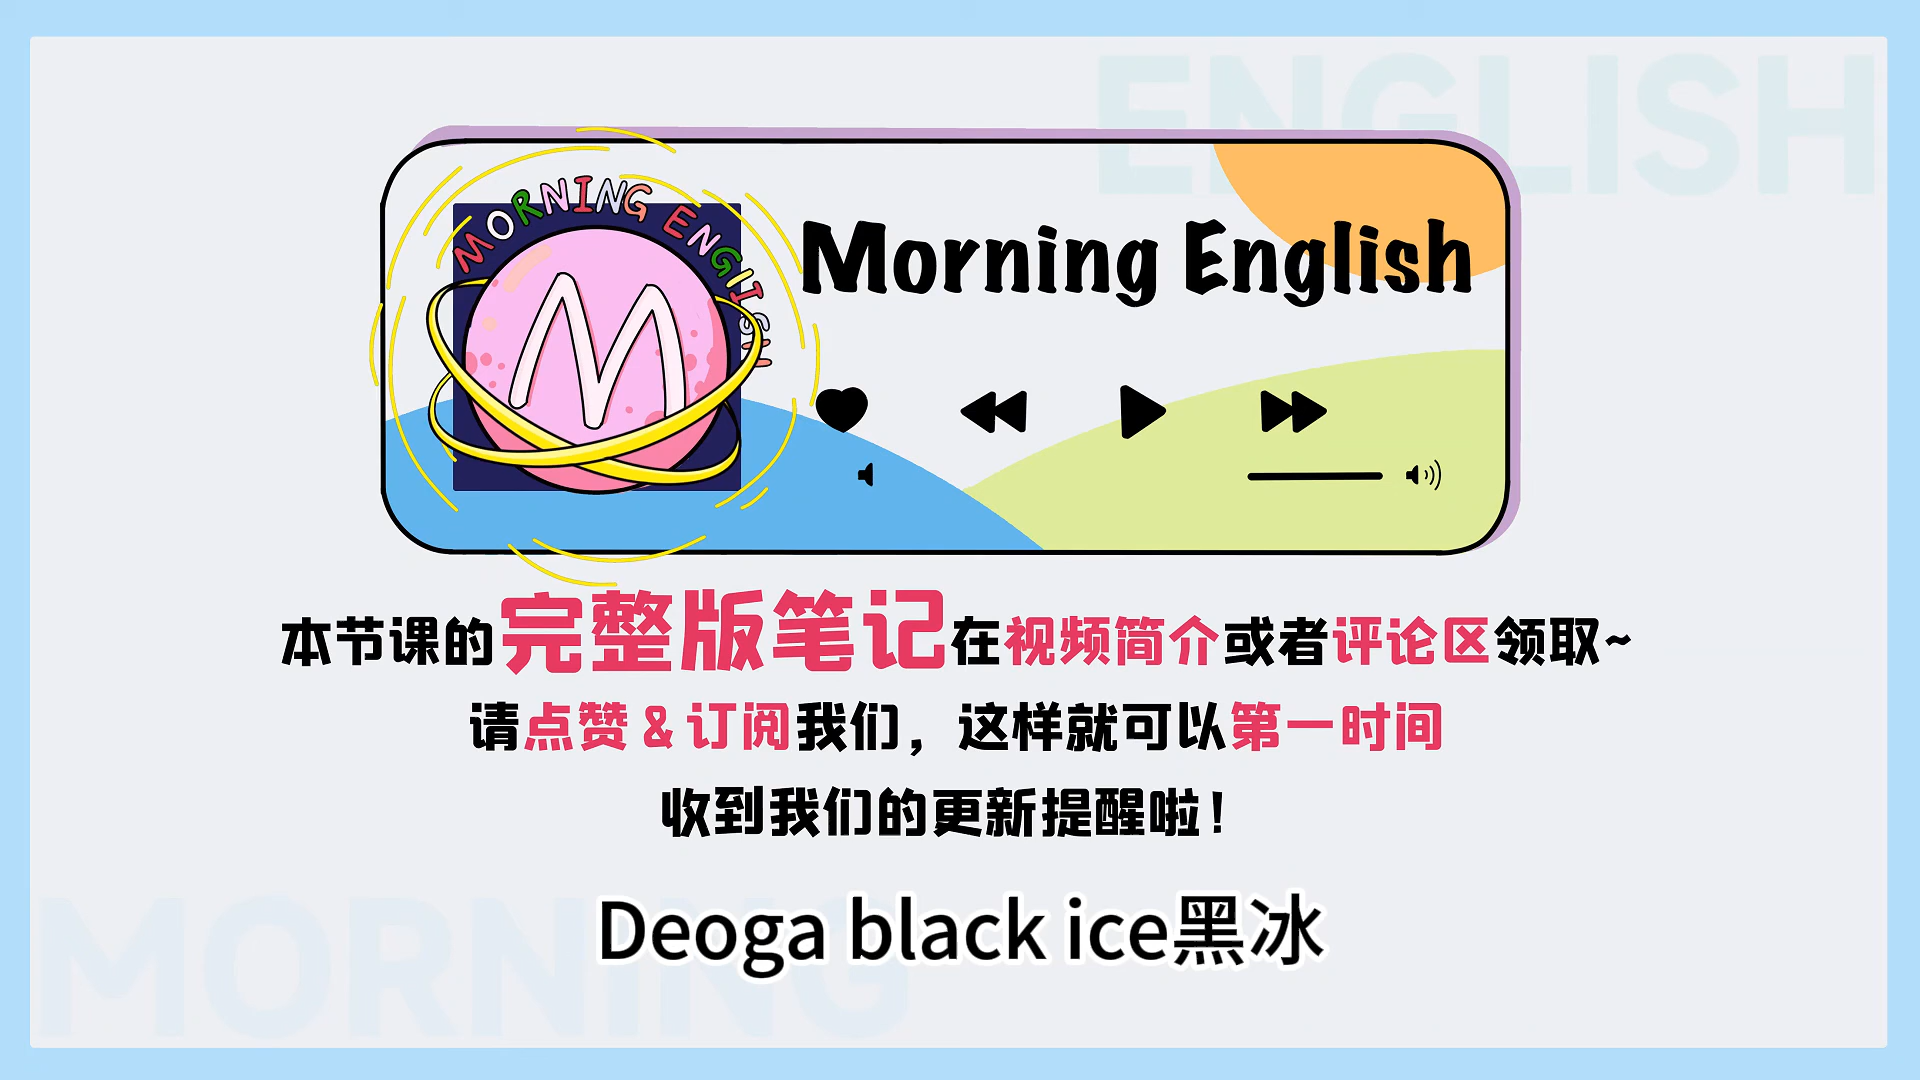 ENGLISH
MORNING ENGLISH
M
Morning English
本节课的完整版笔记在视频简介或者评论区领取~
请点赞&订阅我们，这样就可以第一时间
收到我们的更新提醒啦！
Deoga black ice黑冰
MORNING